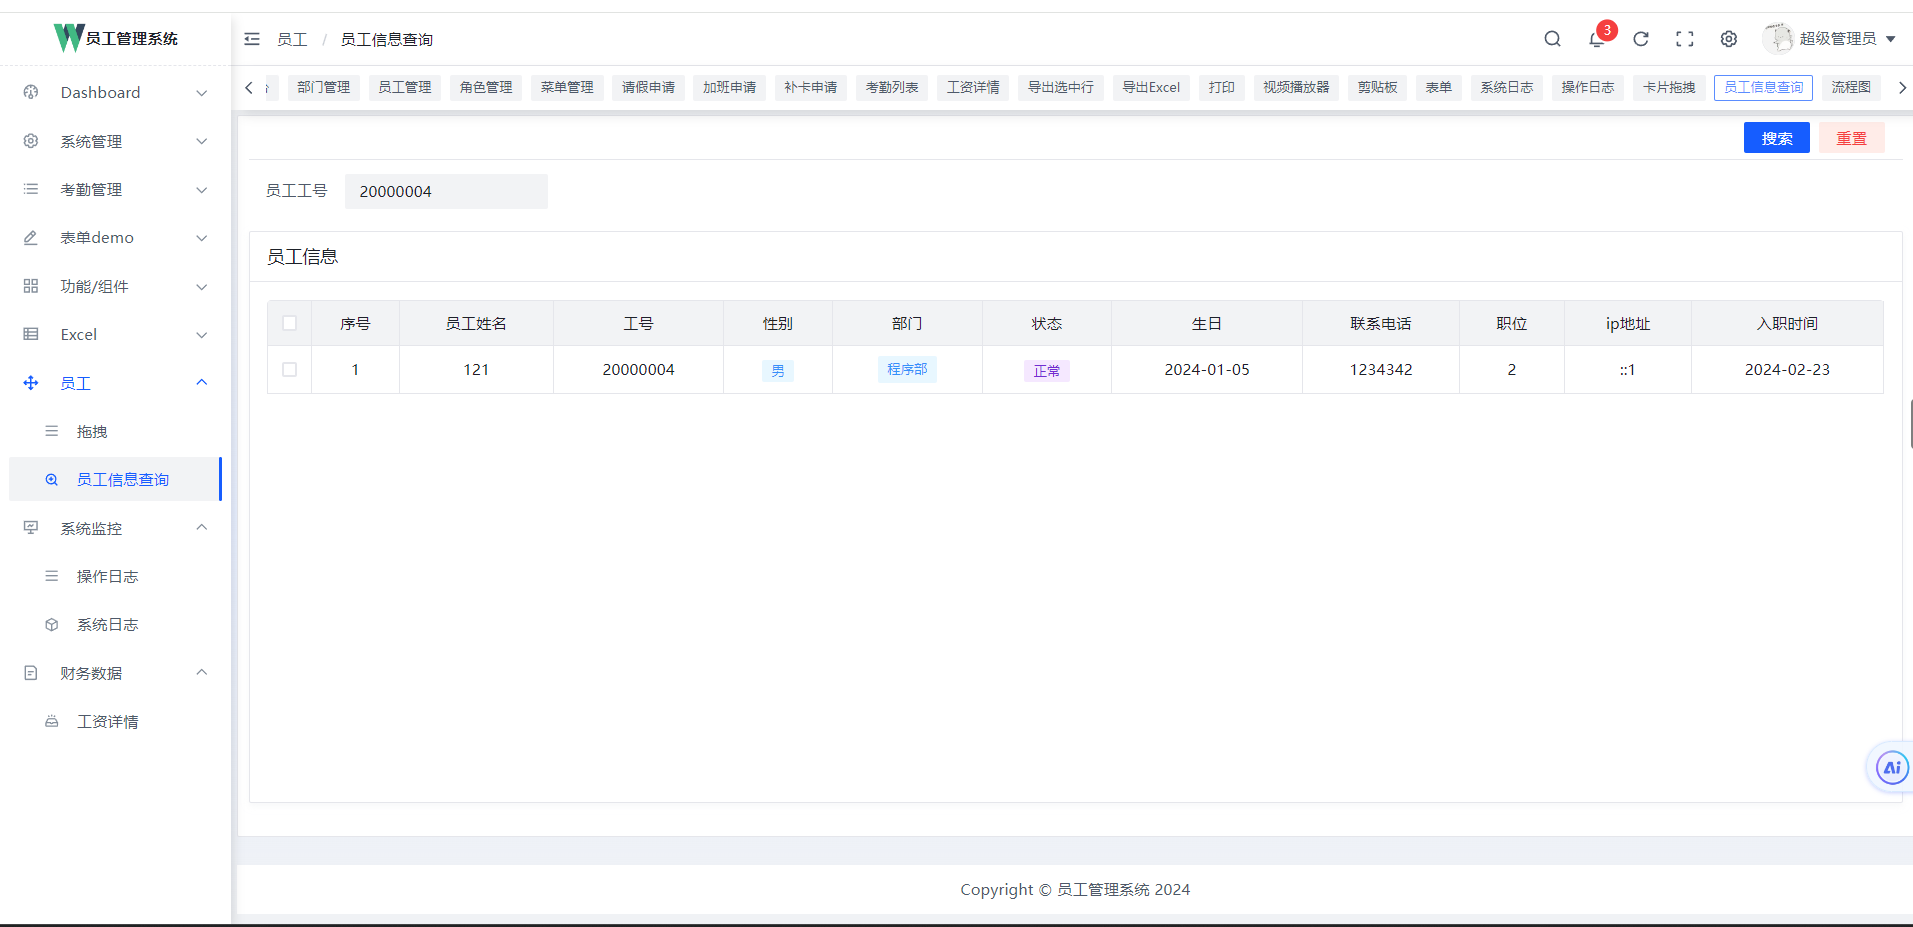 员工管理系统
员工 / 员工信息查询
3
超级管理员
部门管理 员工管理 角色管理 菜单管理 请假申请 加班申请 补卡申请 考勤列表 工资详情 导出选中行 导出Excel 打印 视频播放器 剪贴板 表单 系统日志 操作日志 卡片拖拽 员工信息查询 流程图
Dashboard
系统管理
考勤管理
表单demo
功能/组件
Excel
员工
拖拽
员工信息查询
系统监控
操作日志
系统日志
财务数据
工资详情
搜索 重置
员工工号 20000004
员工信息
序号 员工姓名 工号 性别 部门 状态 生日 联系电话 职位 ip地址 入职时间
1 121 20000004 男 程序部 正常 2024-01-05 1234342 2 ::1 2024-02-23
Ai
Copyright © 员工管理系统 2024